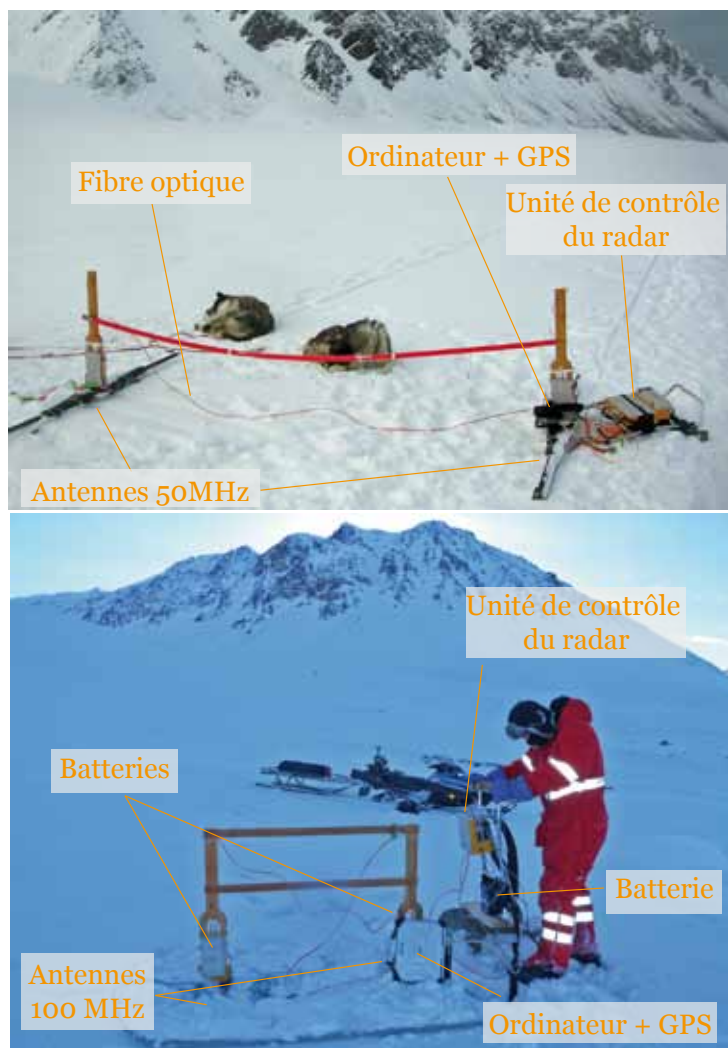 Ordinateur + GPS
Fibre optique
Unité de contrôle
du radar
Antennes 50MHz
Unité de contrôle
du radar
Batteries
Batterie
Antennes
100 MHz
Ordinateur + GPS